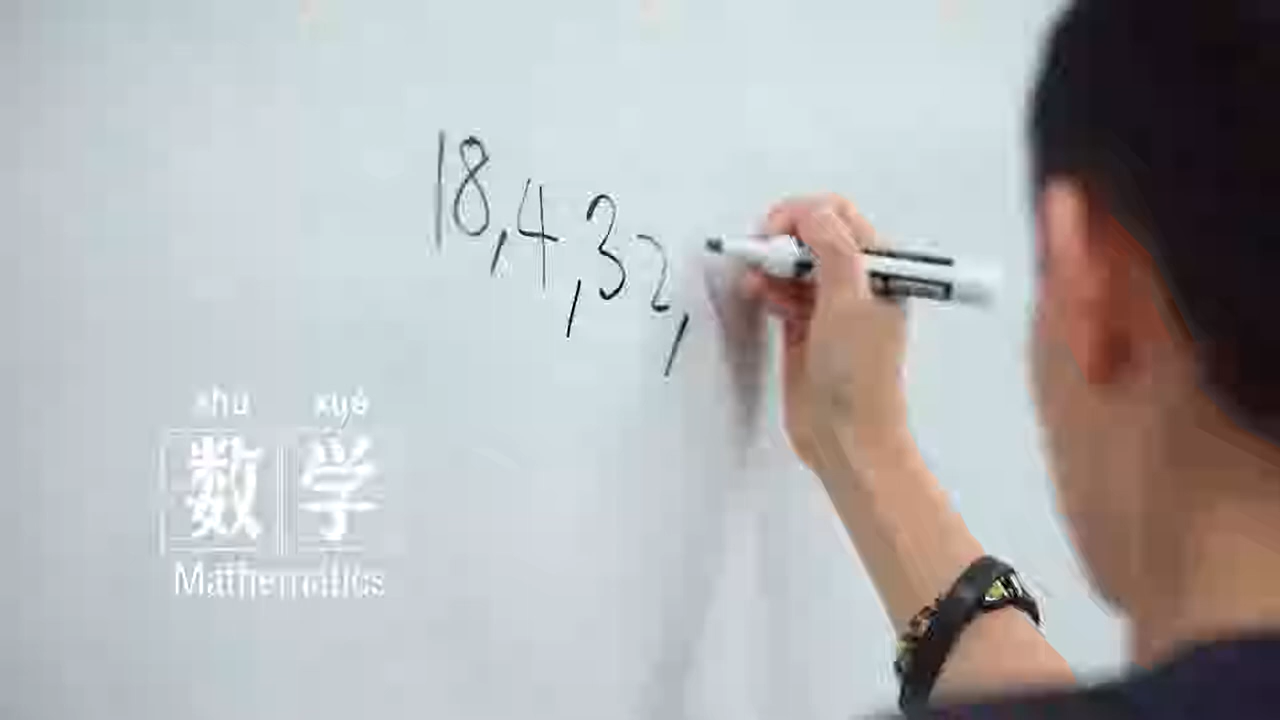 18,4,32,
shù xué
数学
Mathematics